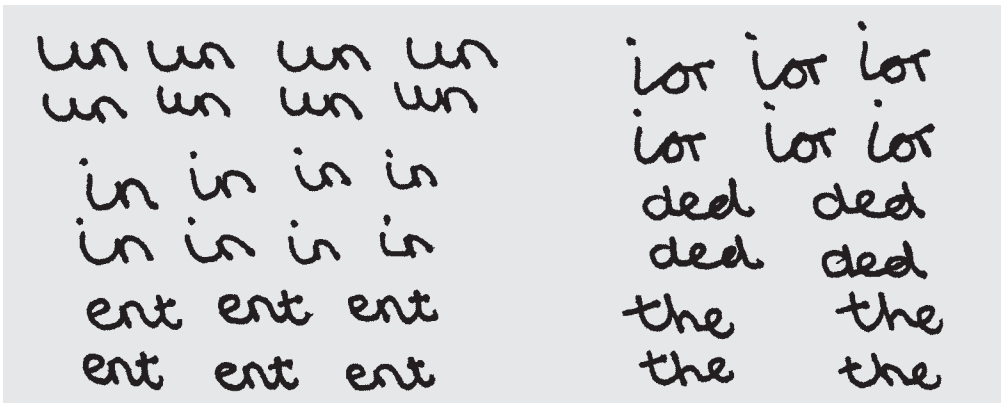 un un un un
un un un un
in in in in
in in in in
ent ent ent
ent ent ent
ior ior ior
ior ior ior
ded ded
ded ded
the the
the the